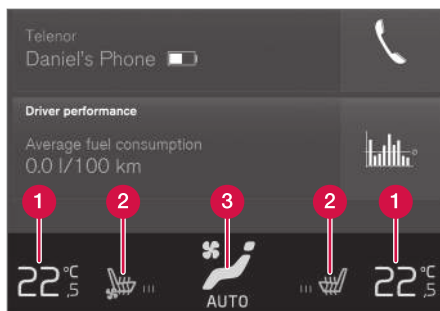 Telenor
Daniel's Phone
Driver performance
Average fuel consumption
0.0 l/100 km
1 2 3 2 1
22°C ,5 22°C ,5
AUTO